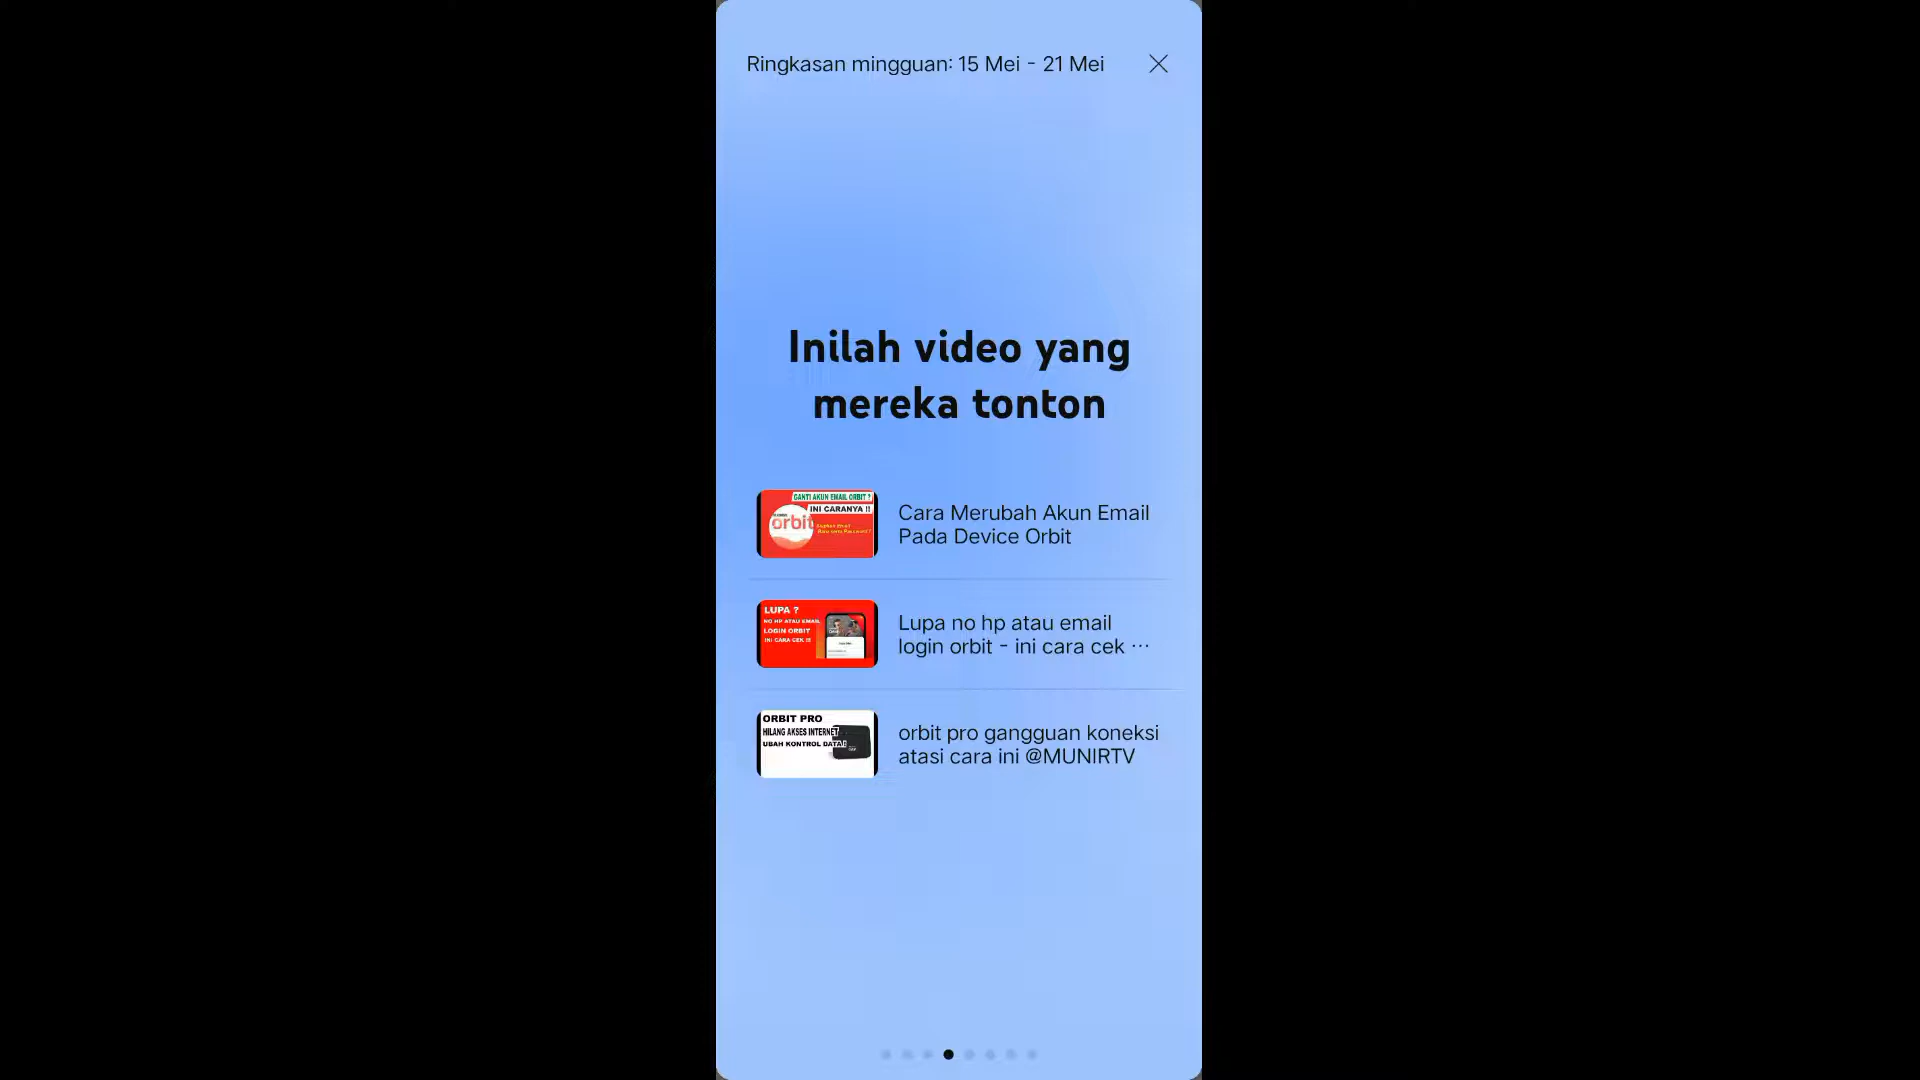 Ringkasan mingguan: 15 Mei - 21 Mei
Inilah video yang
mereka tonton
GANTI AKUN EMAIL ORBIT ?
INI CARANYA !!
orbit
Cara Merubah Akun Email
Pada Device Orbit
LUPA ?
NO HP ATAU EMAIL
LOGIN ORBIT
INI CARA CEK !!
Lupa no hp atau email
login orbit - ini cara cek ...
ORBIT PRO
HILANG AKSES INTERNET
UBAH KONTROL DATA !
orbit pro gangguan koneksi
atasi cara ini @MUNIRTV